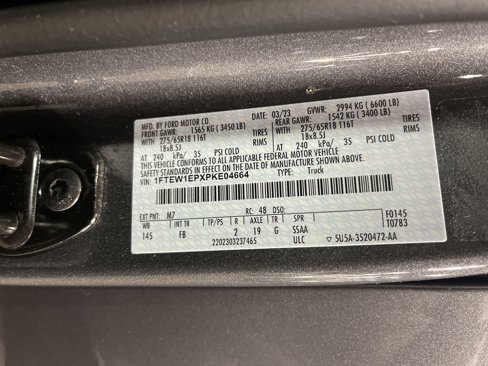 MFD. BY FORD MOTOR CO. DATE: 03/23 GVWR: 2994 KG ( 6600 LB)
FRONT GAWR: 1565 KG ( 3450 LB) REAR GAWR: 1542 KG ( 3400 LB)
WITH 275/65R18 116T TIRES WITH 275/65R18 116T TIRES
18x8.5J RIMS 18x8.5J RIMS
AT 240 kPa/ 35 PSI COLD AT 240 kPa/ 35 PSI COLD
THIS VEHICLE CONFORMS TO ALL APPLICABLE FEDERAL MOTOR VEHICLE
SAFETY STANDARDS IN EFFECT ON THE DATE OF MANUFACTURE SHOWN ABOVE.
VIN: 1FTEW1EPXPKE04664 TYPE: Truck
EXT PNT: M7 RC: 48 DSO: F0145
WB INT TR TP/PS R AXLE TR SPR T0783
145 FB 2 19 G SSAA
2202303237465 ULC ▽ 5U5A-3520472-AA